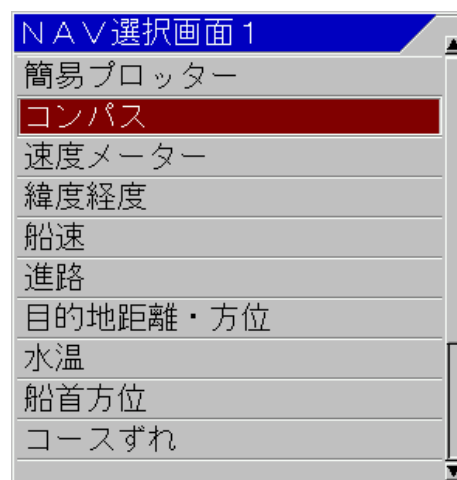 NAV選択画面1
簡易プロッター
コンパス
速度メーター
緯度経度
船速
進路
目的地距離・方位
水温
船首方位
コースずれ